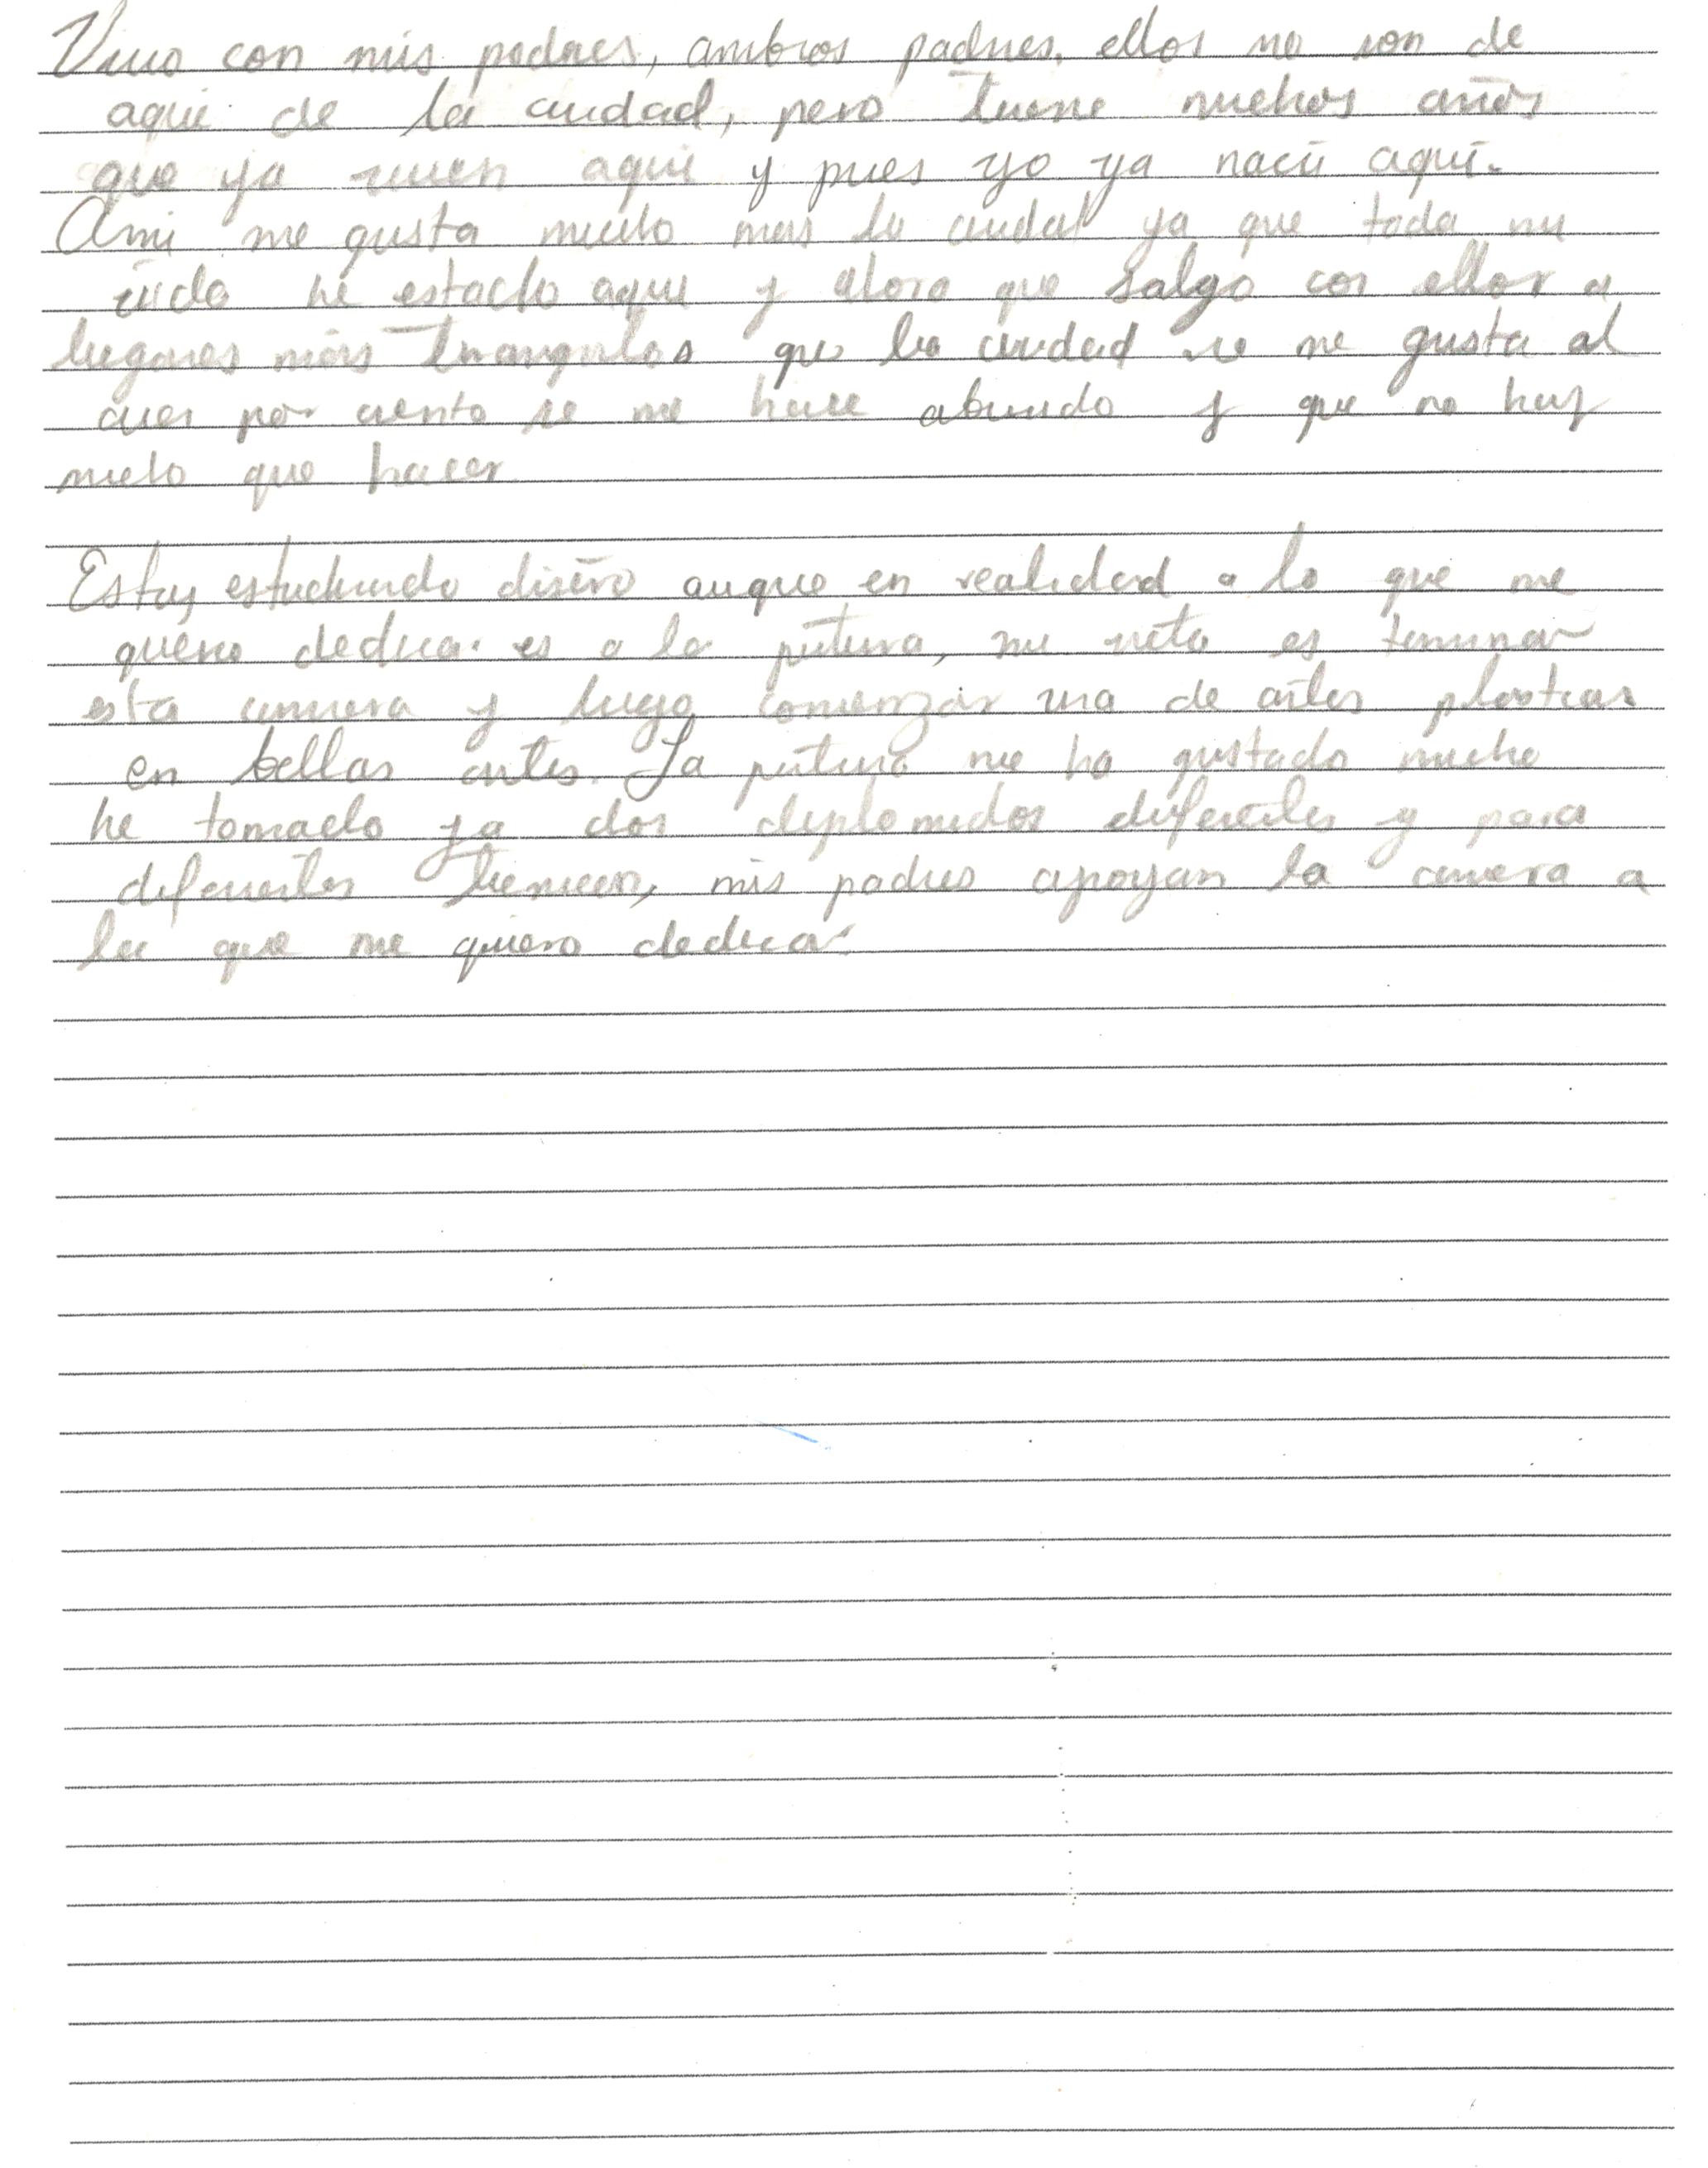 Vivo con mis padres, ambos padres, ellos no son de
aqui de la ciudad, pero tiene muchos años
que ya viven aqui y pues yo ya naci aquí.
Ami me gusta mucho mas la ciudad ya que toda mi
vida he estado aqui y ahora que salgo con ellos a
lugares más tranquilos que la ciudad no me gusta al
cien por ciento se me hace aburrido y que no hay
mucho que hacer
Estoy estudiando diseño auque en realidad a lo que me
quiero dedicar es a la pintura, mi meta es terminar
esta carrera y luego comenzar una de artes plasticas
en bellas artes. La pintura me ha gustado mucho
he tomado ya dos diplomados diferentes y para
diferentes tecnicas, mis padres apoyan la carrera a
la que me quiero dedicar